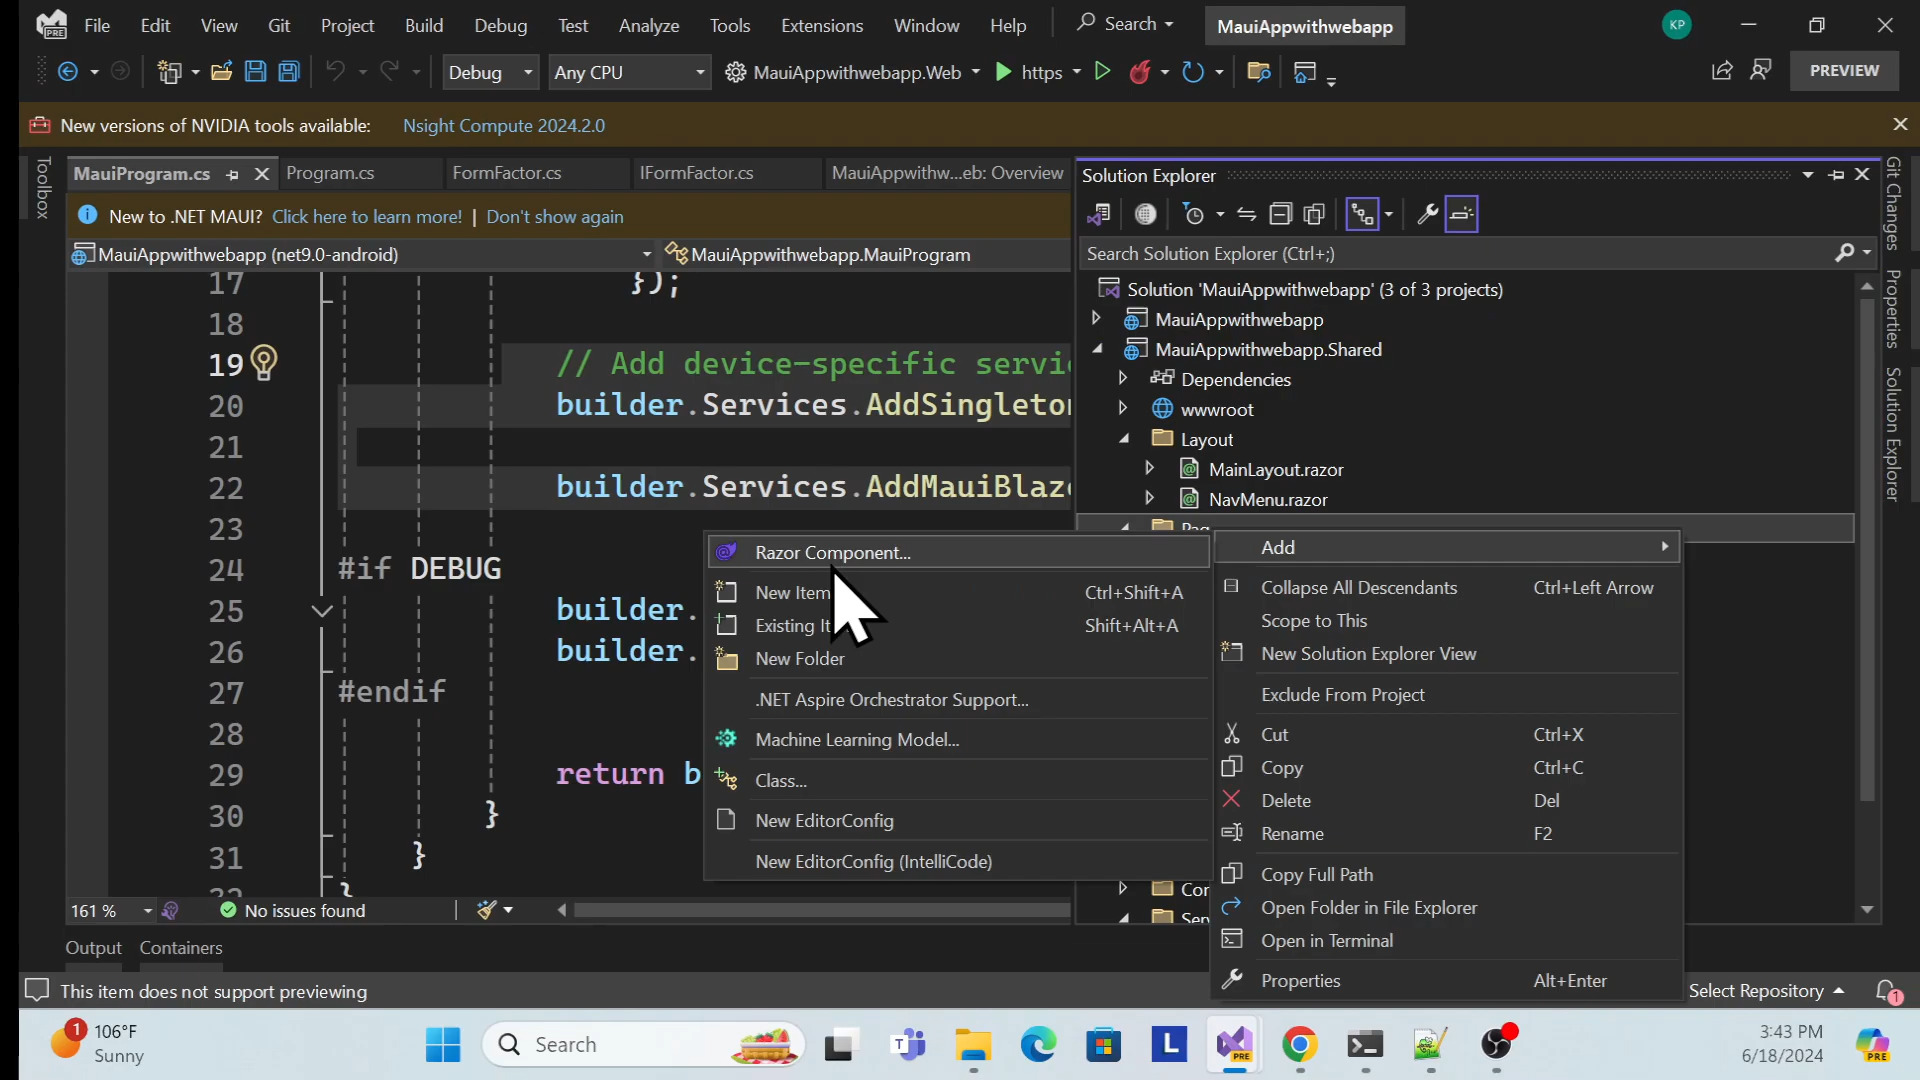 File Edit View Git Project Build Debug Test Analyze Tools Extensions Window Help Search MauiAppwithwebapp KP
Debug Any CPU MauiAppwithwebapp.Web https PREVIEW
New versions of NVIDIA tools available: Nsight Compute 2024.2.0
Toolbox
MauiProgram.cs Program.cs FormFactor.cs IFormFactor.cs MauiAppwithw...eb: Overview
New to .NET MAUI? Click here to learn more! | Don't show again
MauiAppwithwebapp (net9.0-android) MauiAppwithwebapp.MauiProgram
17 });
18
19 // Add device-specific servi
20 builder.Services.AddSingleton
21
22 builder.Services.AddMauiBlaz
23
24 #if DEBUG
25 builder.
26 builder.
27 #endif
28
29 return b
30 }
31 }
32 }
161 % No issues found
Output Containers
This item does not support previewing
Solution Explorer
Search Solution Explorer (Ctrl+;)
Solution 'MauiAppwithwebapp' (3 of 3 projects)
MauiAppwithwebapp
MauiAppwithwebapp.Shared
Dependencies
wwwroot
Layout
MainLayout.razor
NavMenu.razor
Pag
Cor
Serv
Git Changes
Properties
Solution Explorer
Razor Component...
New Item Ctrl+Shift+A
Existing It Shift+Alt+A
New Folder
.NET Aspire Orchestrator Support...
Machine Learning Model...
Class...
New EditorConfig
New EditorConfig (IntelliCode)
Add
Collapse All Descendants Ctrl+Left Arrow
Scope to This
New Solution Explorer View
Exclude From Project
Cut Ctrl+X
Copy Ctrl+C
Delete Del
Rename F2
Copy Full Path
Open Folder in File Explorer
Open in Terminal
Properties Alt+Enter
Select Repository 1
1 106°F
Sunny
Search
T
L
PRE
3:43 PM
6/18/2024
PRE